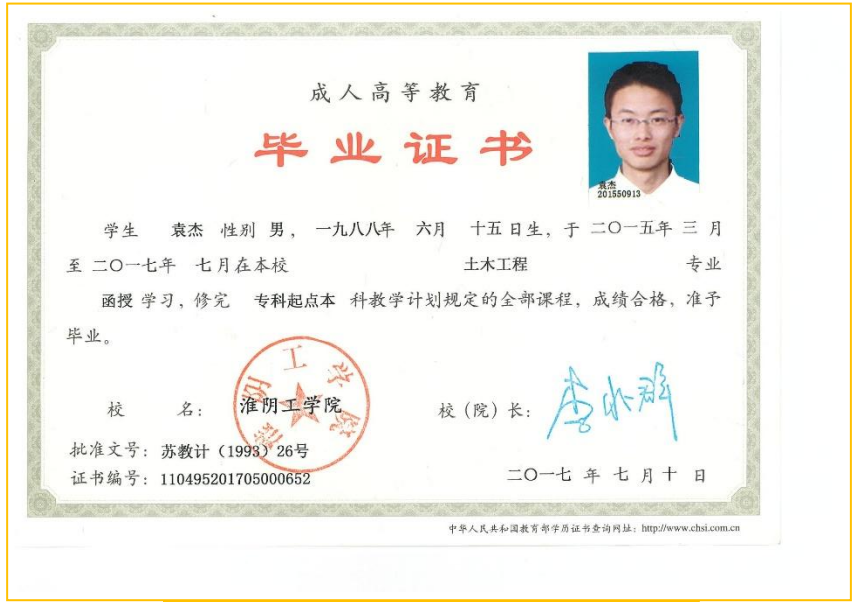 成人高等教育
毕业证书
袁杰
201550913
学生 袁杰 性别 男， 一九八八年 六月 十五日生，于 二〇一五年 三 月
至 二〇一七年 七月在本校 土木工程 专业
函授 学习，修完 专科起点本 科教学计划规定的全部课程，成绩合格，准予
毕业。
淮阴工学院
校 名： 淮阴工学院 校（院）长：
批准文号：苏教计（1993）26号
证书编号：110495201705000652 二〇一七 年 七 月 十 日
中华人民共和国教育部学历证书查询网址：http://www.chsi.com.cn